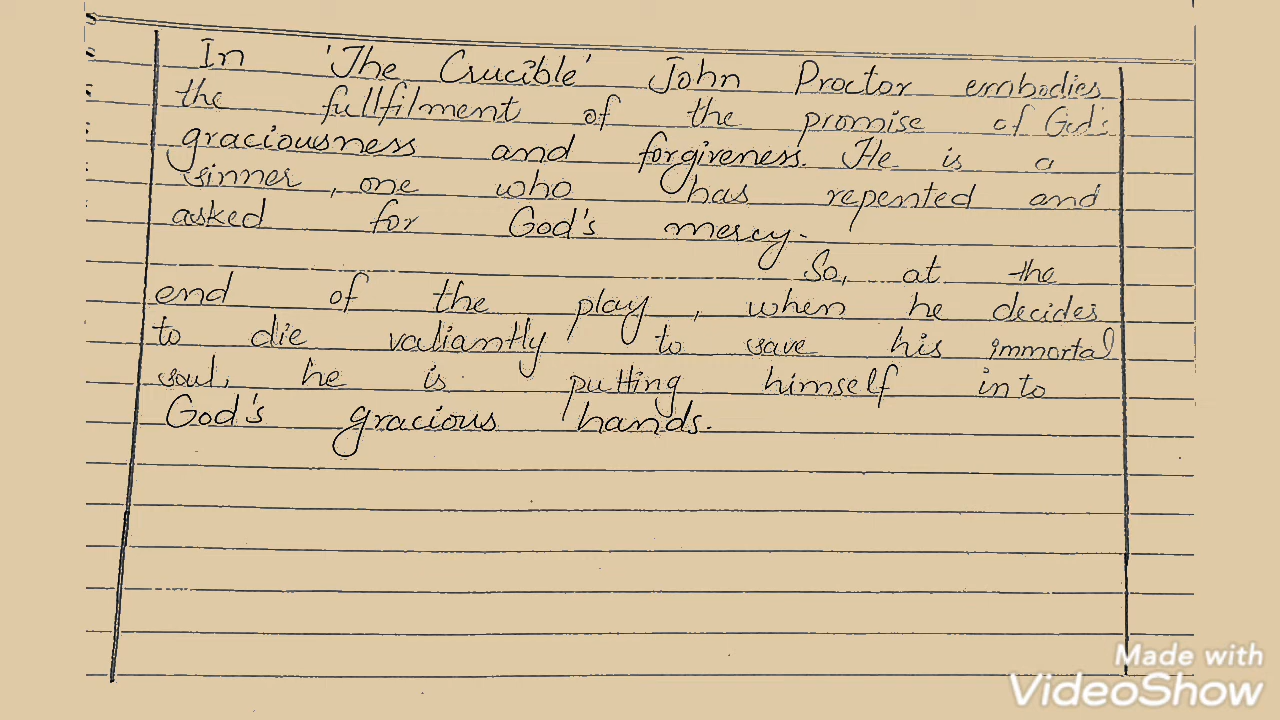 In 'The Crucible' John Proctor embodies
the fullfilment of the promise of God's
graciousness and forgiveness. He is a
sinner, one who has repented and
asked for God's mercy.
So, at the
end of the play, when he decides
to die valiantly to save his immortal
soul, he is putting himself into
God's gracious hands.
Made with
VideoShow